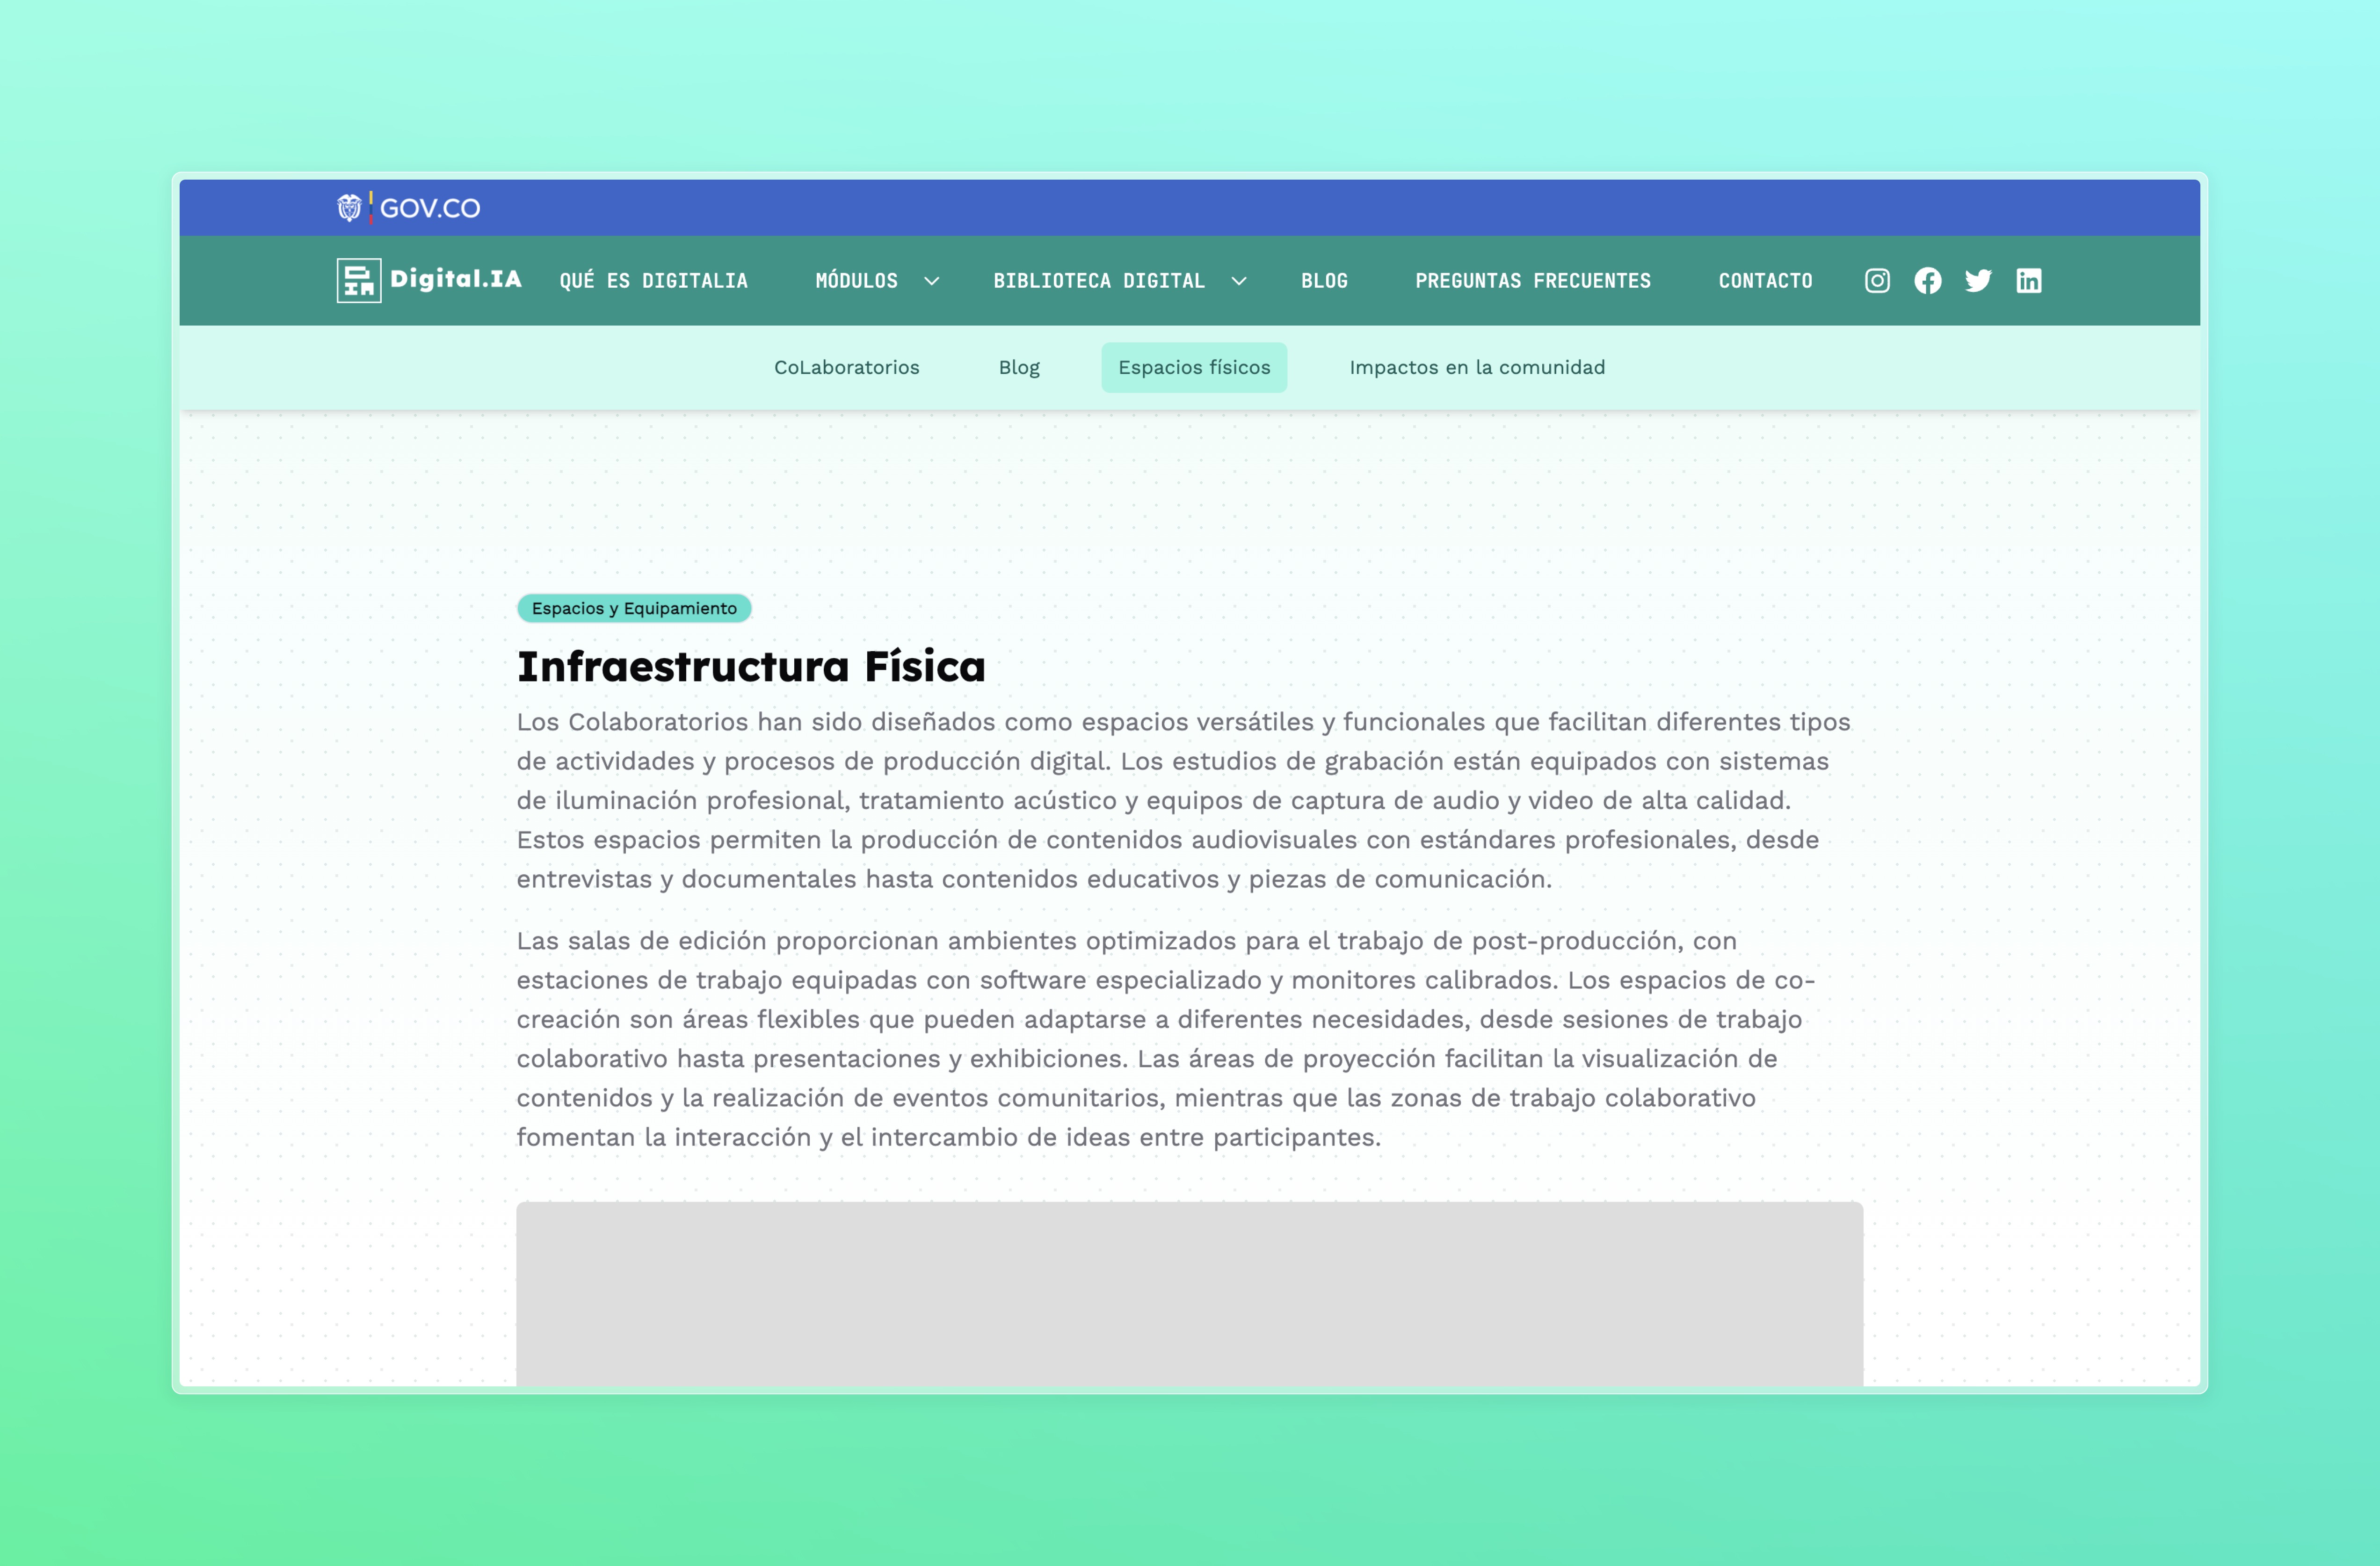 GOV.CO
Digital.IA
QUÉ ES DIGITALIA
MÓDULOS
BIBLIOTECA DIGITAL
BLOG
PREGUNTAS FRECUENTES
CONTACTO
CoLaboratorios
Blog
Espacios físicos
Impactos en la comunidad
Espacios y Equipamiento
Infraestructura Física
Los Colaboratorios han sido diseñados como espacios versátiles y funcionales que facilitan diferentes tipos
de actividades y procesos de producción digital. Los estudios de grabación están equipados con sistemas
de iluminación profesional, tratamiento acústico y equipos de captura de audio y video de alta calidad.
Estos espacios permiten la producción de contenidos audiovisuales con estándares profesionales, desde
entrevistas y documentales hasta contenidos educativos y piezas de comunicación.
Las salas de edición proporcionan ambientes optimizados para el trabajo de post-producción, con
estaciones de trabajo equipadas con software especializado y monitores calibrados. Los espacios de co-
creación son áreas flexibles que pueden adaptarse a diferentes necesidades, desde sesiones de trabajo
colaborativo hasta presentaciones y exhibiciones. Las áreas de proyección facilitan la visualización de
contenidos y la realización de eventos comunitarios, mientras que las zonas de trabajo colaborativo
fomentan la interacción y el intercambio de ideas entre participantes.